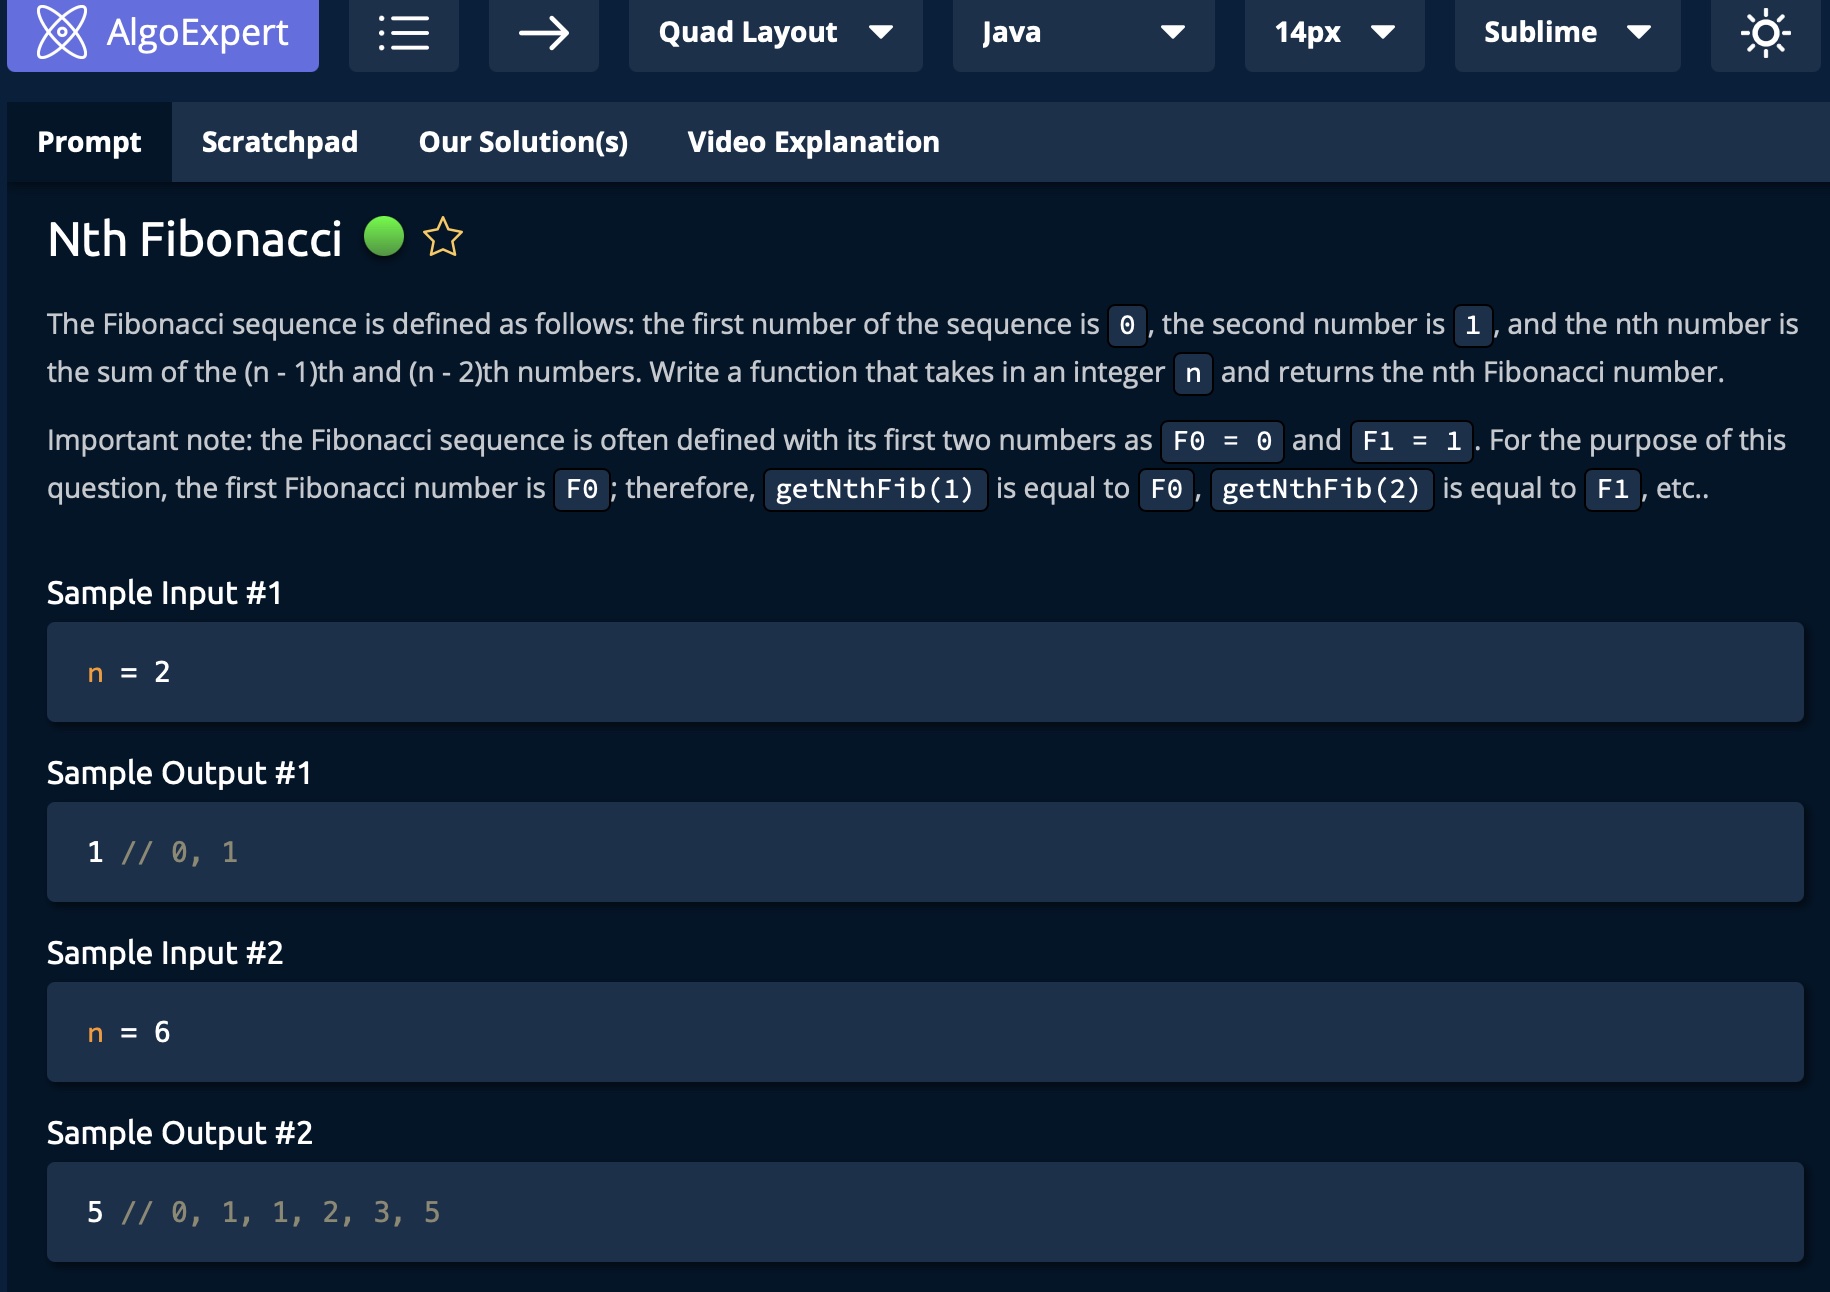 AlgoExpert Quad Layout Java 14px Sublime
Prompt Scratchpad Our Solution(s) Video Explanation
Nth Fibonacci
The Fibonacci sequence is defined as follows: the first number of the sequence is 0, the second number is 1, and the nth number is
the sum of the (n - 1)th and (n - 2)th numbers. Write a function that takes in an integer n and returns the nth Fibonacci number.
Important note: the Fibonacci sequence is often defined with its first two numbers as F0 = 0 and F1 = 1. For the purpose of this
question, the first Fibonacci number is F0; therefore, getNthFib(1) is equal to F0, getNthFib(2) is equal to F1, etc..
Sample Input #1
n = 2
Sample Output #1
1 // 0, 1
Sample Input #2
n = 6
Sample Output #2
5 // 0, 1, 1, 2, 3, 5